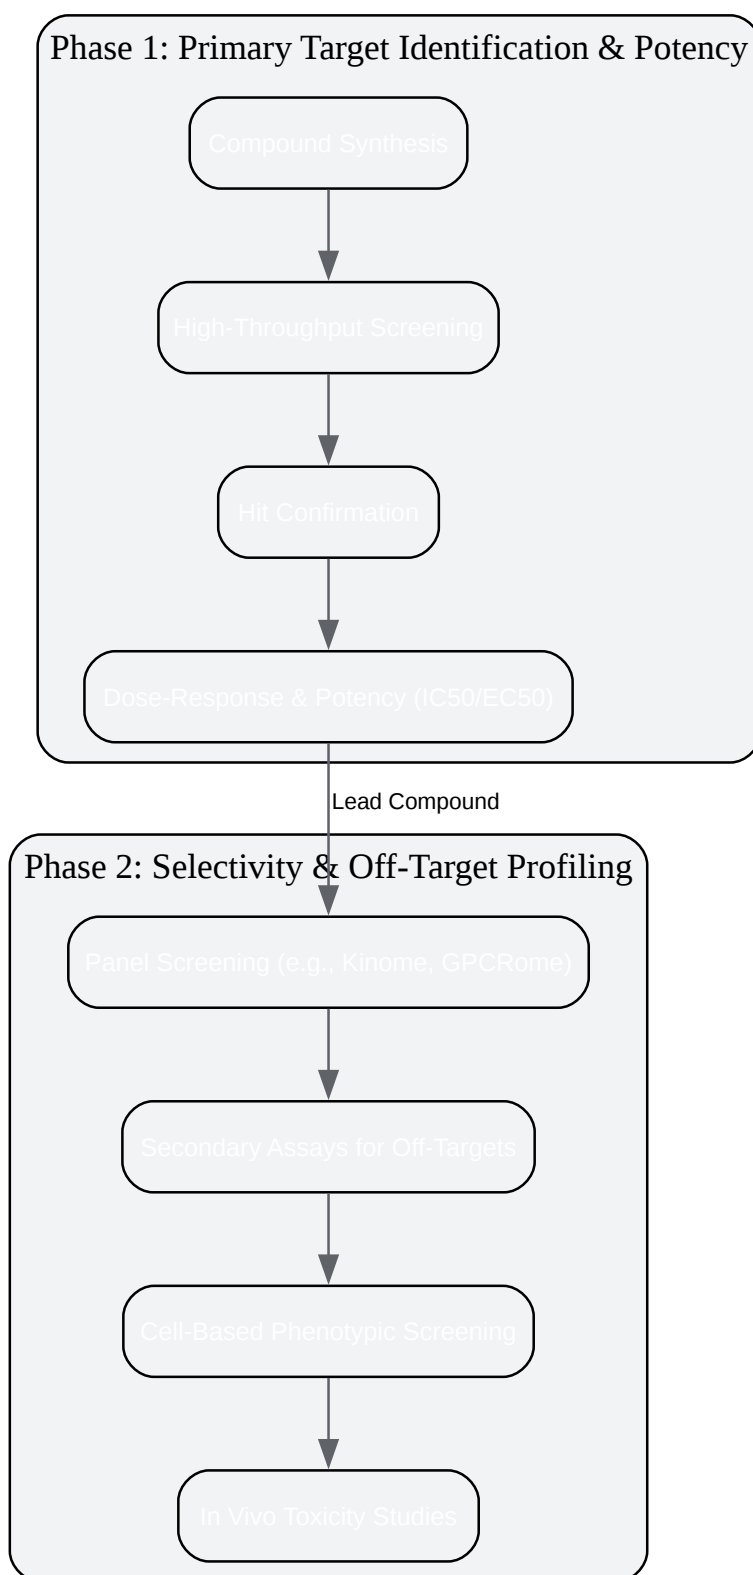 Phase 1: Primary Target Identification & Potency
Compound Synthesis
High-Throughput Screening
Hit Confirmation
Dose-Response & Potency (IC50/EC50)
Lead Compound
Phase 2: Selectivity & Off-Target Profiling
Panel Screening (e.g., Kinome, GPCRome)
Secondary Assays for Off-Targets
Cell-Based Phenotypic Screening
In Vivo Toxicity Studies